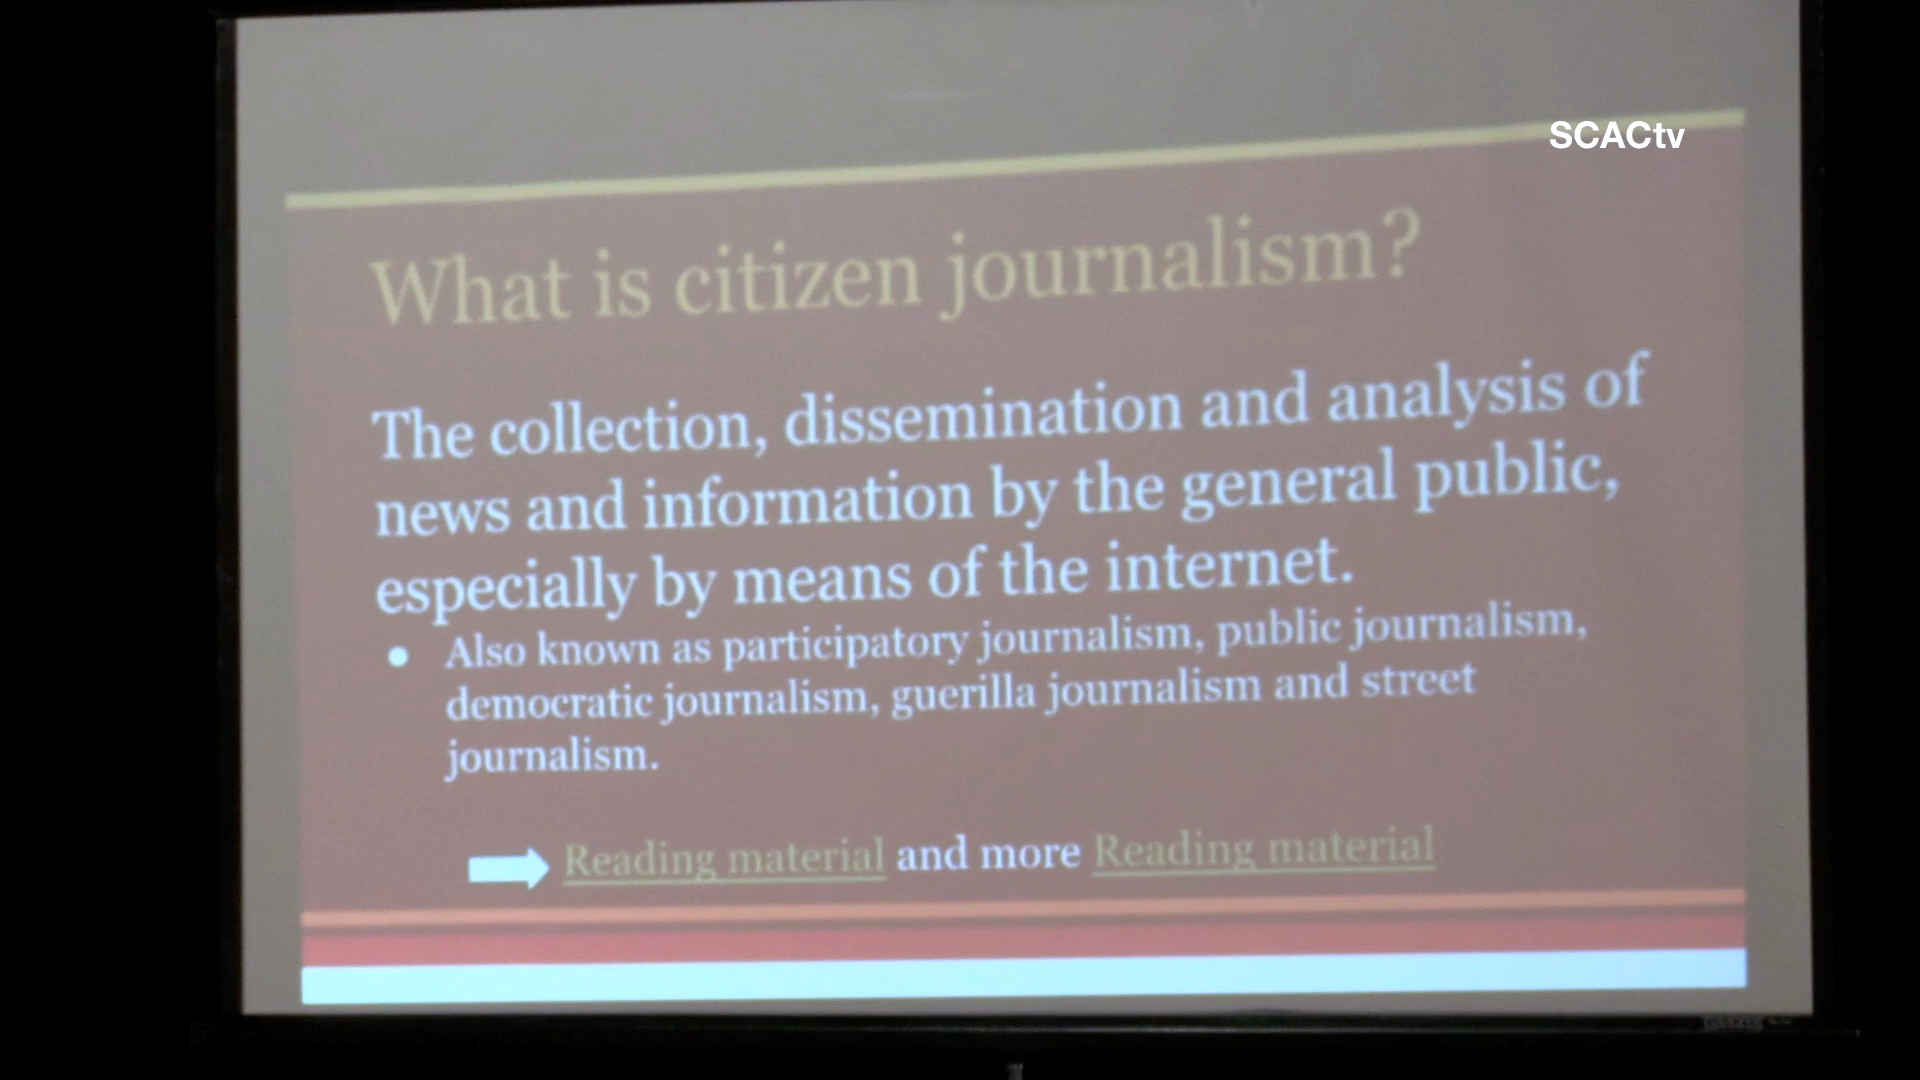 SCACtv
What is citizen journalism?
The collection, dissemination and analysis of
news and information by the general public,
especially by means of the internet.
• Also known as participatory journalism, public journalism,
democratic journalism, guerilla journalism and street
journalism.
Reading material and more Reading material